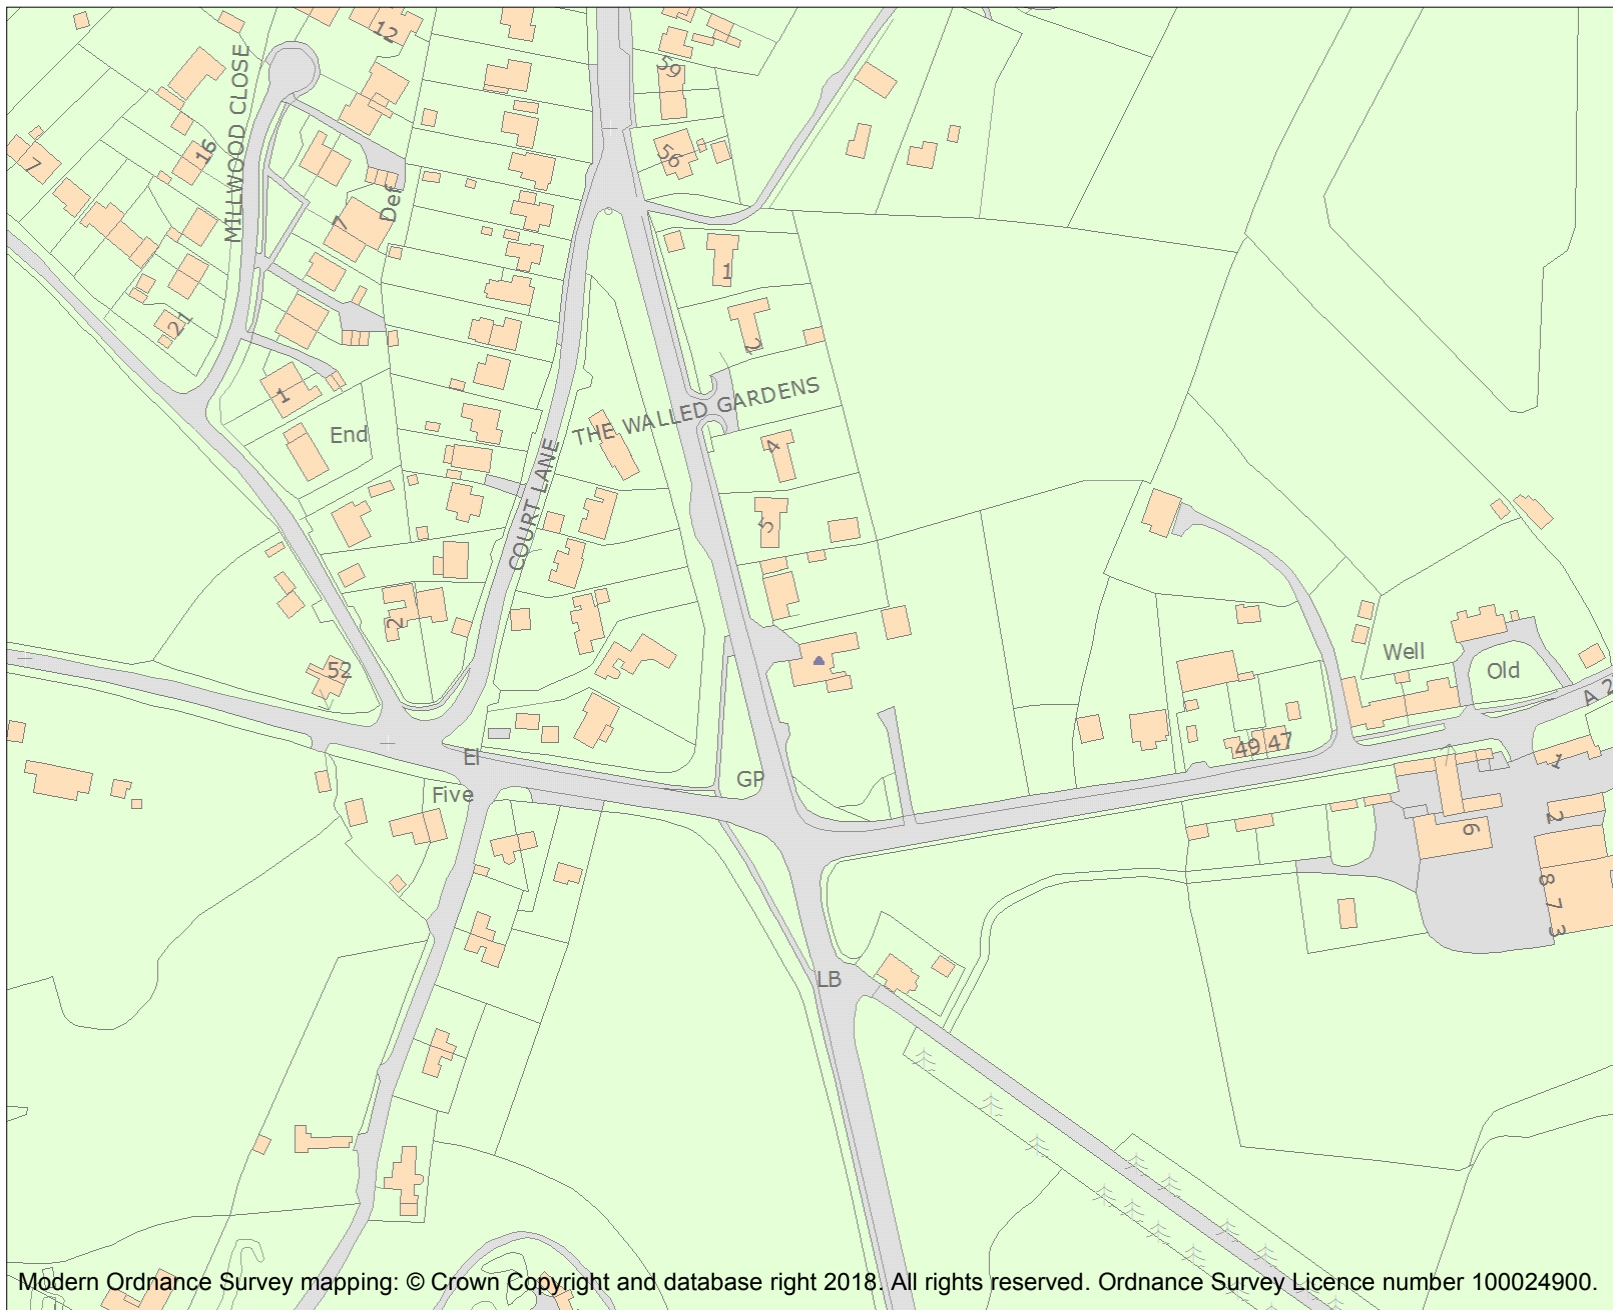 12
59
MILLWOOD CLOSE
16
7
56
Def
7
1
21
2
1
THE WALLED GARDENS
End
4
COURT LANE
5
2
52
Well
Old
A 2
El
49 47
1
GP
Five
2
6
8
7
3
LB
Modern Ordnance Survey mapping: © Crown Copyright and database right 2018. All rights reserved. Ordnance Survey Licence number 100024900.